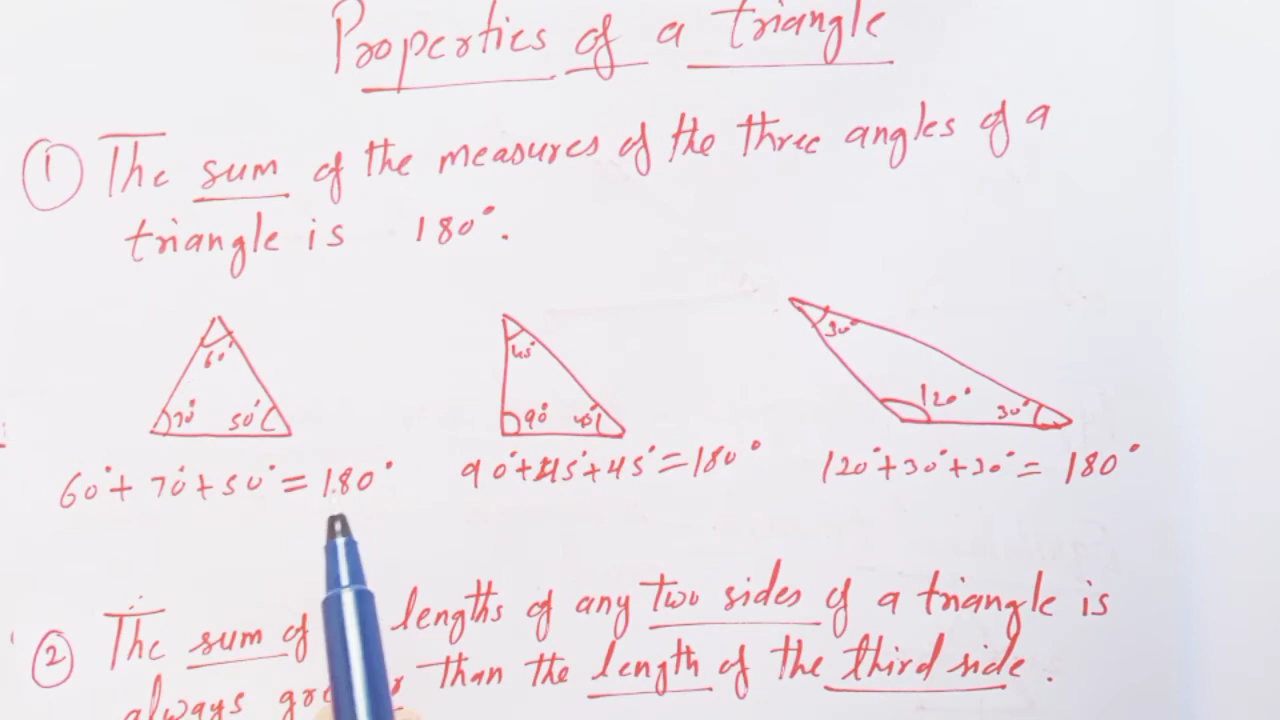 Properties of a triangle
① The sum of the measures of the three angles of a
triangle is 180°.
60°
70° 50°
45°
90° 45°
30°
120° 30°
60°+70°+50°=180°
90°+45°+45°=180°
120°+30°+30°=180°
② The sum of lengths of any two sides of a triangle is
always than the length of the third side.